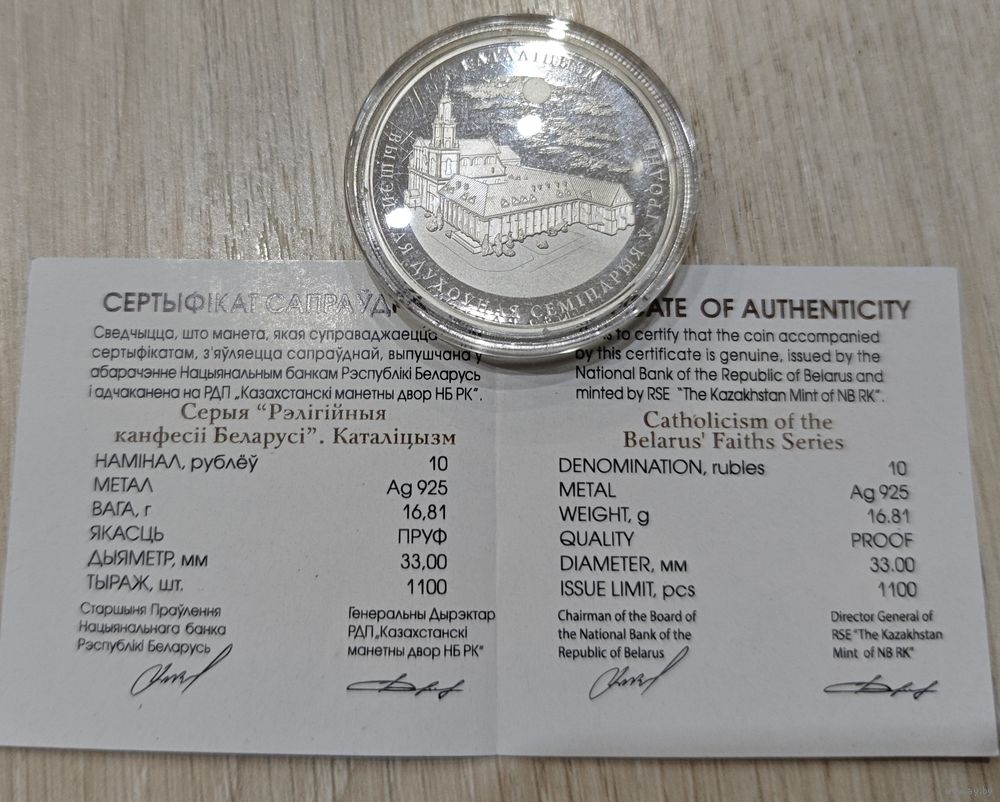 КАТАЛІЦЫЗМ
ВЫШЭЙШАЯ ДУХОЎНАЯ СЕМІНАРЫЯ Ў ГРОДНА
СЕРТЫФІКАТ
Сведчыцца, што манета, якая суправаджаецца
сертыфікатам, з'яўляецца сапраўднай, выпушчана ў
абарачэнне Нацыянальным банкам Рэспублікі Беларусь
і адчаканена на РДП „Казахстанскі манетны двор НБ РК".
Серыя "Рэлігійныя
канфесіі Беларусі". Каталіцызм
НАМІНАЛ, рублёў 10
МЕТАЛ Ag 925
ВАГА, г 16,81
ЯКАСЦЬ ПРУФ
ДЫЯМЕТР, мм 33,00
ТЫРАЖ, шт. 1100
Старшыня Праўлення
Нацыянальнага банка
Рэспублікі Беларусь
Генеральны Дырэктар
РДП„Казахстанскі
манетны двор НБ РК"
OF AUTHENTICITY
to certify that the coin accompanied
by this certificate is genuine, issued by the
National Bank of the Republic of Belarus and
minted by RSE "The Kazakhstan Mint of NB RK".
Catholicism of the
Belarus' Faiths Series
DENOMINATION, rubles 10
METAL Ag 925
WEIGHT, g 16.81
QUALITY PROOF
DIAMETER, мм 33.00
ISSUE LIMIT, pcs 1100
Chairman of the Board of
the National Bank of the
Republic of Belarus
Director General of
RSE "The Kazakhstan
Mint of NB RK"